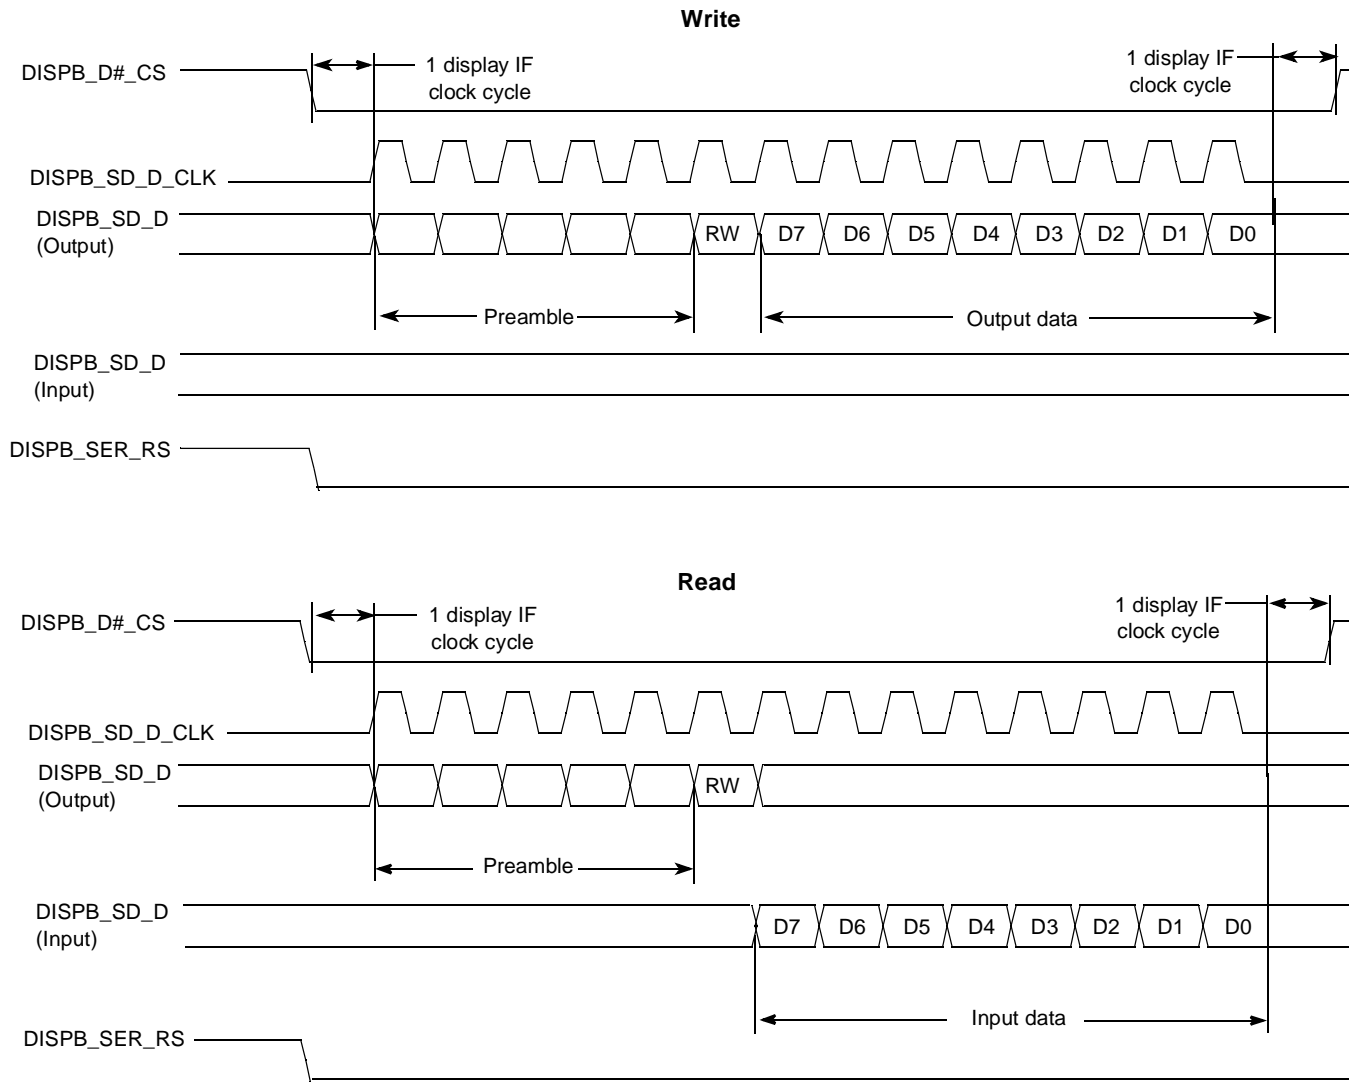 Write
DISPB_D#_CS
1 display IF
clock cycle
1 display IF
clock cycle
DISPB_SD_D_CLK
DISPB_SD_D
(Output)
RW D7 D6 D5 D4 D3 D2 D1 D0
Preamble
Output data
DISPB_SD_D
(Input)
DISPB_SER_RS
Read
DISPB_D#_CS
1 display IF
clock cycle
1 display IF
clock cycle
DISPB_SD_D_CLK
DISPB_SD_D
(Output)
RW
Preamble
DISPB_SD_D
(Input)
D7 D6 D5 D4 D3 D2 D1 D0
Input data
DISPB_SER_RS